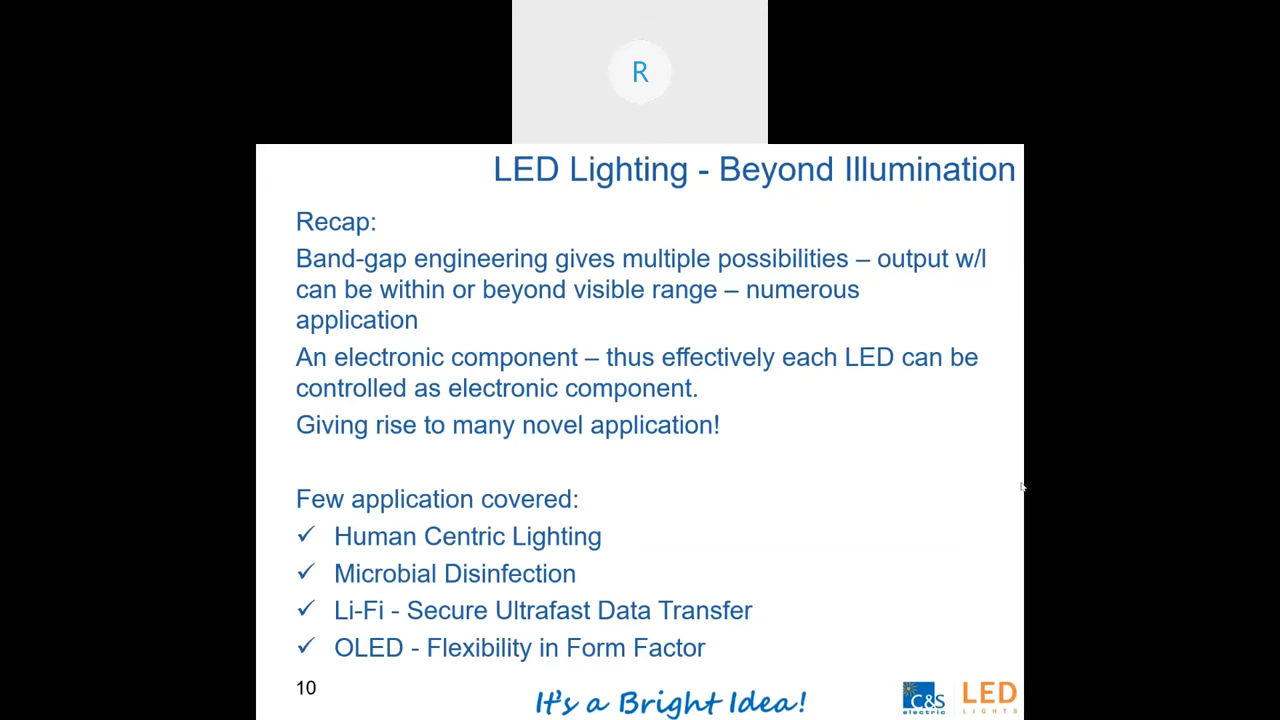 R
LED Lighting - Beyond Illumination
Recap:
Band-gap engineering gives multiple possibilities – output w/l
can be within or beyond visible range – numerous
application
An electronic component – thus effectively each LED can be
controlled as electronic component.
Giving rise to many novel application!
Few application covered:
✓ Human Centric Lighting
✓ Microbial Disinfection
✓ Li-Fi - Secure Ultrafast Data Transfer
✓ OLED - Flexibility in Form Factor
10
It's a Bright Idea!
C&S
electric
LED
LIGHTS